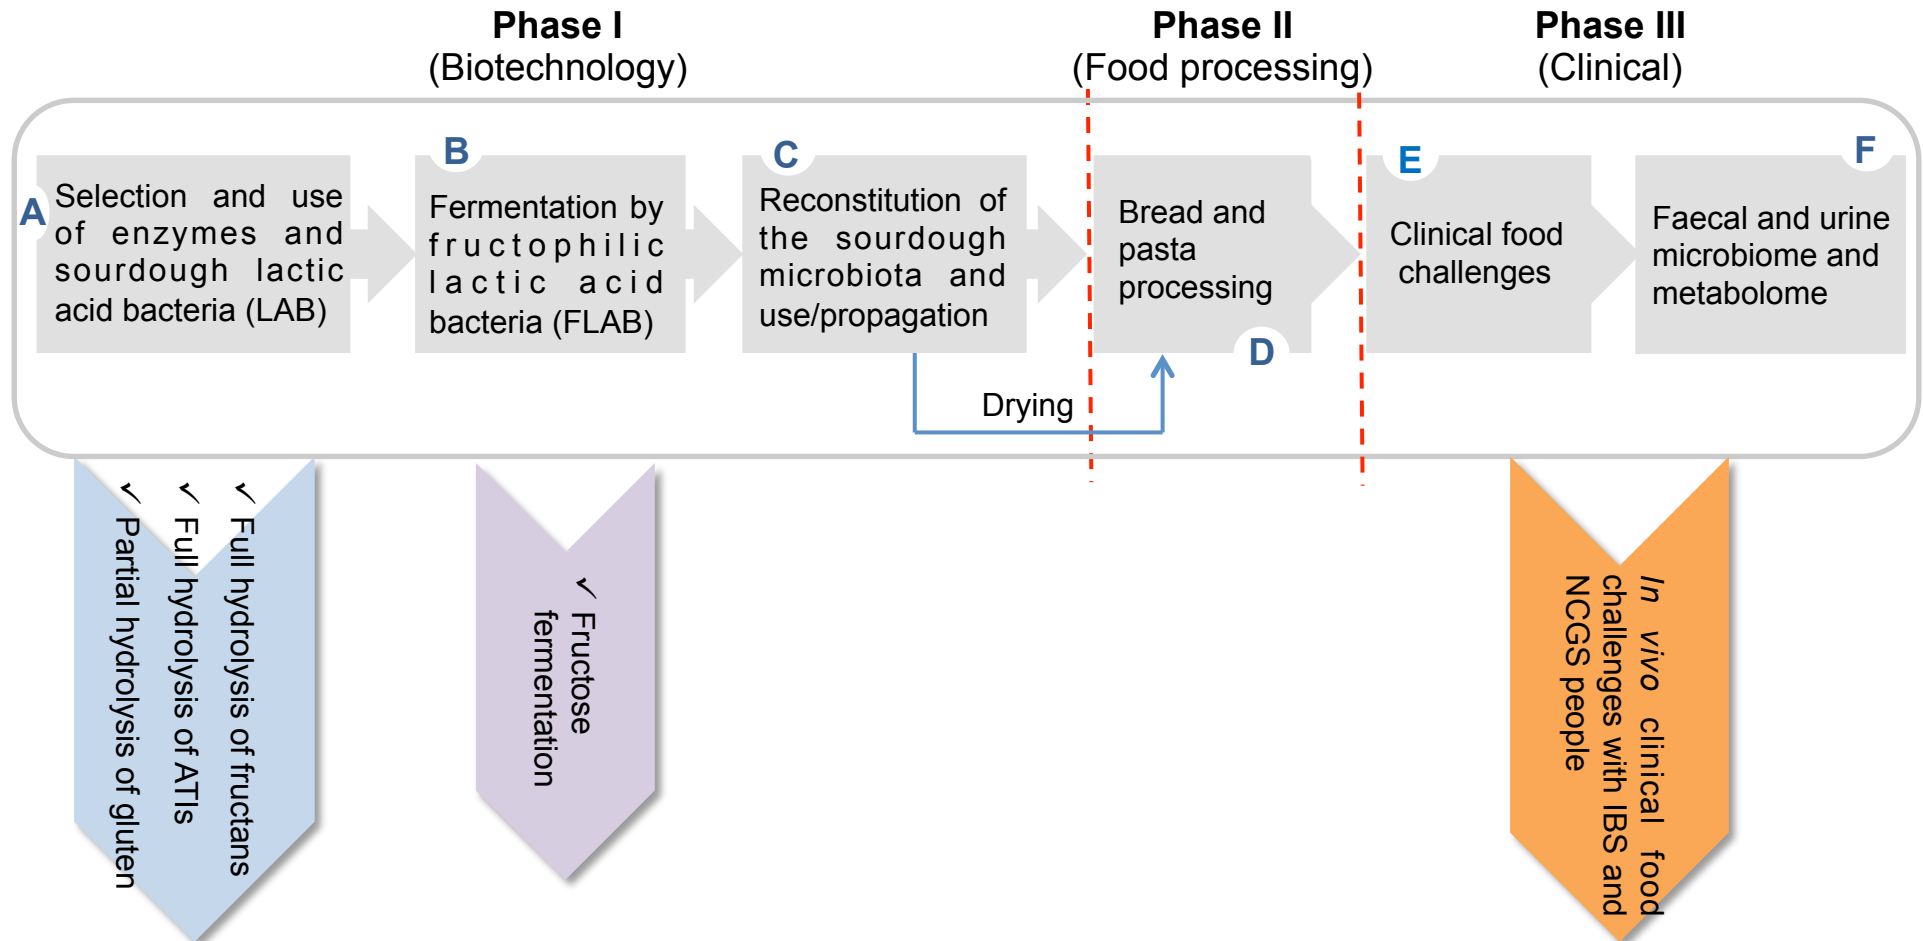 Phase I
(Biotechnology)
Phase II
(Food processing)
Phase III
(Clinical)
A
Selection and use
of enzymes and
sourdough lactic
acid bacteria (LAB)
B
Fermentation by
fructophilic
lactic acid
bacteria (FLAB)
C
Reconstitution of
the sourdough
microbiota and
use/propagation
Drying
Bread and
pasta
processing
D
E
Clinical food
challenges
F
Faecal and urine
microbiome and
metabolome
✓ Full hydrolysis of fructans
✓ Full hydrolysis of ATIs
✓ Partial hydrolysis of gluten
✓ Fructose
fermentation
In vivo clinical food
challenges with IBS and
NCGS people